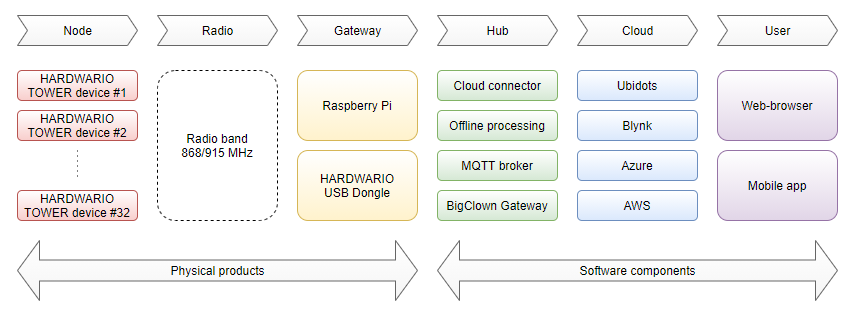 Node
Radio
Gateway
Hub
Cloud
User
HARDWARIO
TOWER device #1
HARDWARIO
TOWER device #2
HARDWARIO
TOWER device #32
Radio band
868/915 MHz
Raspberry Pi
HARDWARIO
USB Dongle
Cloud connector
Offline processing
MQTT broker
BigClown Gateway
Ubidots
Blynk
Azure
AWS
Web-browser
Mobile app
Physical products
Software components